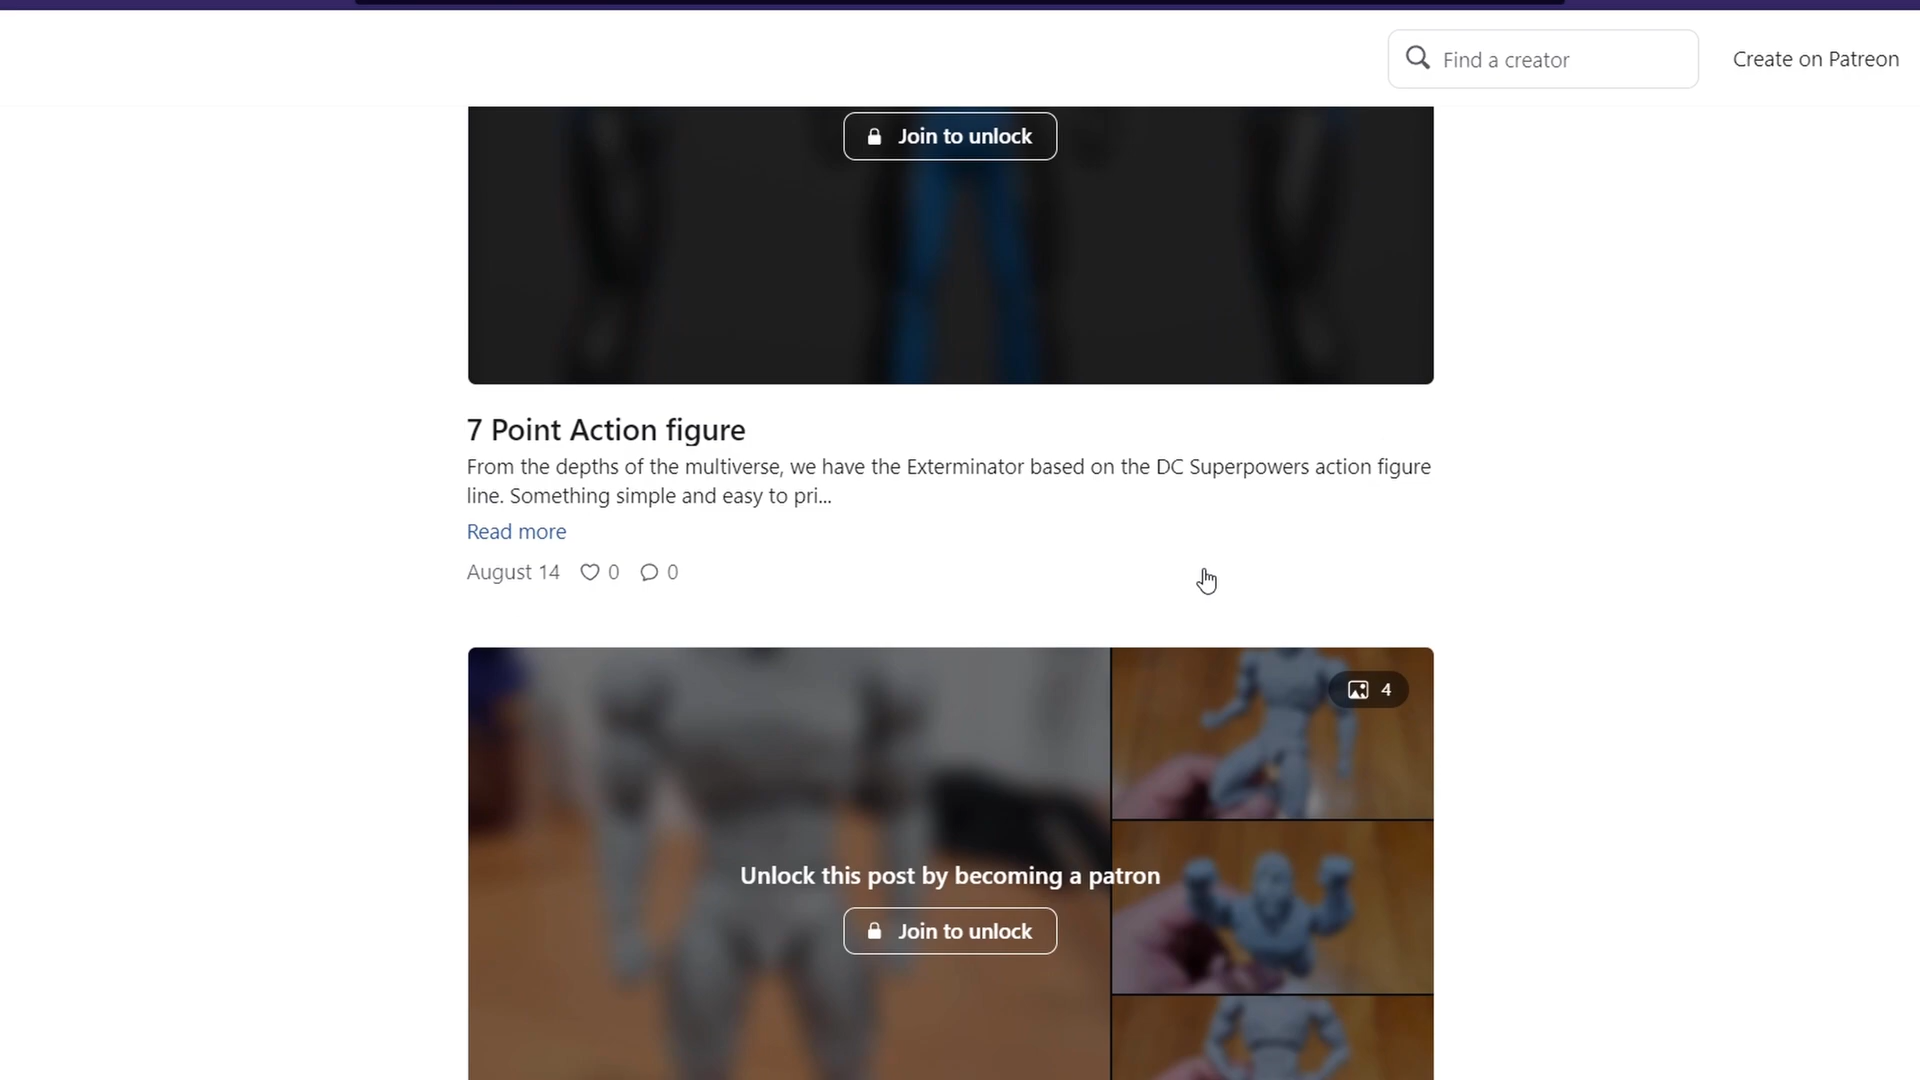 Find a creator
Create on Patreon
Join to unlock
7 Point Action figure
From the depths of the multiverse, we have the Exterminator based on the DC Superpowers action figure
line. Something simple and easy to pri...
Read more
August 14 0 0
4
Unlock this post by becoming a patron
Join to unlock